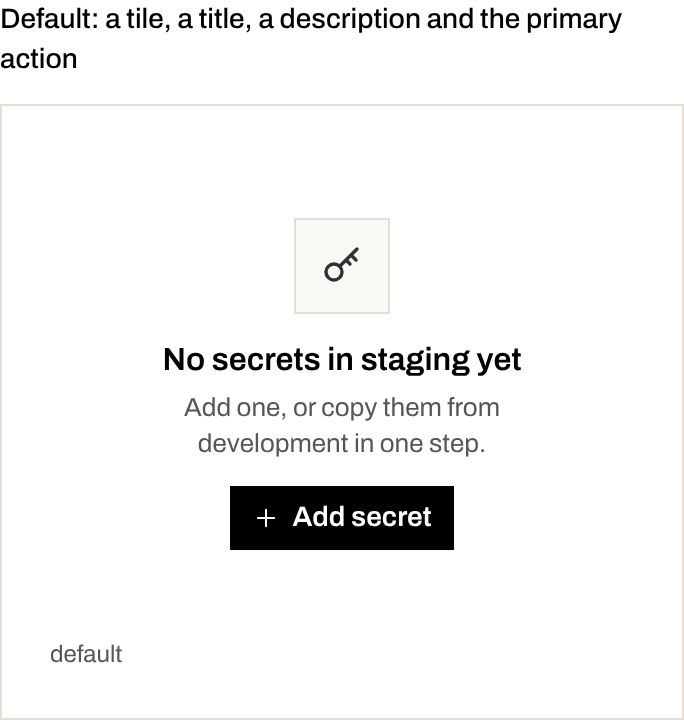 Default: a tile, a title, a description and the primary
action
No secrets in staging yet
Add one, or copy them from
development in one step.
Add secret
default